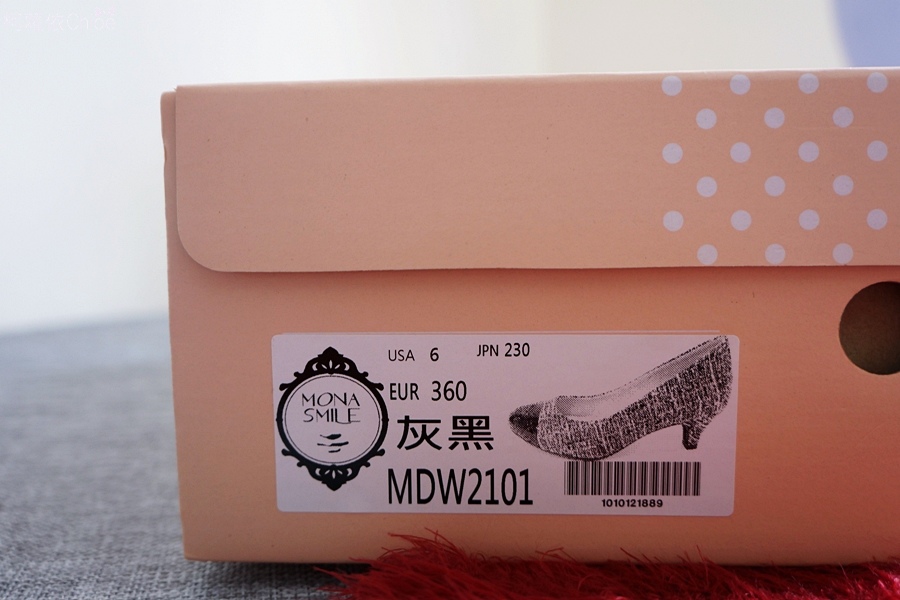 MONA
SMILE
USA 6 JPN 230
EUR 360
灰黑
MDW2101
1010121889